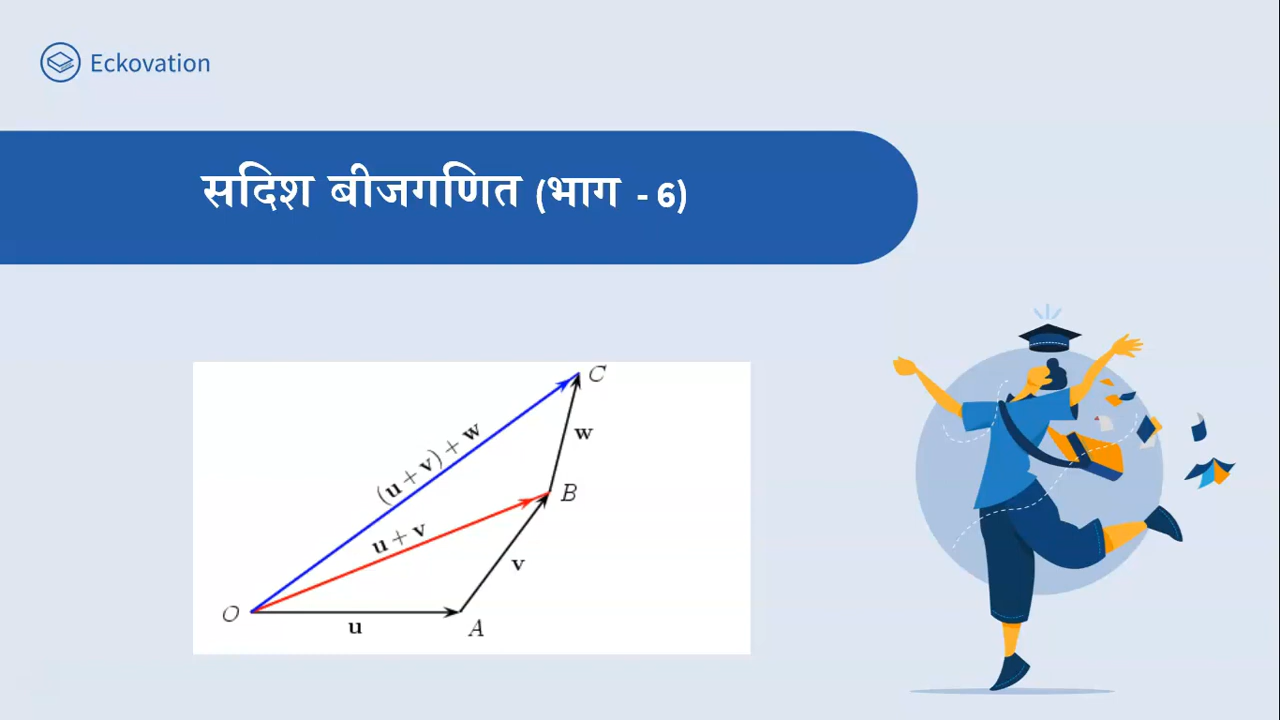 Eckovation
सदिश बीजगणित (भाग - 6)
C
(u + v) + w
w
B
u + v
v
O
u
A